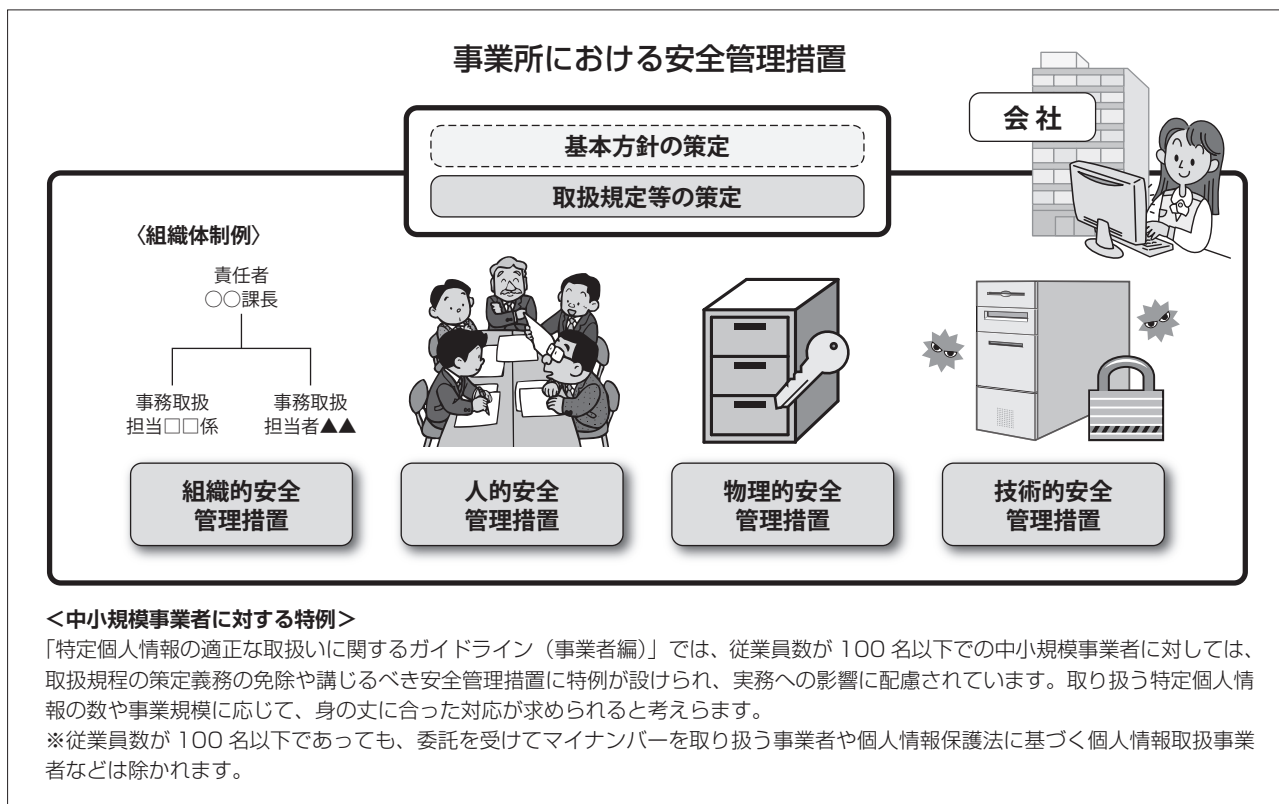 事業所における安全管理措置
会社
基本方針の策定
取扱規定等の策定
〈組織体制例〉
責任者
○○課長
事務取扱
担当□□係
事務取扱
担当者▲▲
組織的安全
管理措置
人的安全
管理措置
物理的安全
管理措置
技術的安全
管理措置
＜中小規模事業者に対する特例＞
「特定個人情報の適正な取扱いに関するガイドライン（事業者編）」では、従業員数が 100 名以下での中小規模事業者に対しては、
取扱規程の策定義務の免除や講じるべき安全管理措置に特例が設けられ、実務への影響に配慮されています。取り扱う特定個人情
報の数や事業規模に応じて、身の丈に合った対応が求められると考えらます。
※従業員数が 100 名以下であっても、委託を受けてマイナンバーを取り扱う事業者や個人情報保護法に基づく個人情報取扱事業
者などは除かれます。